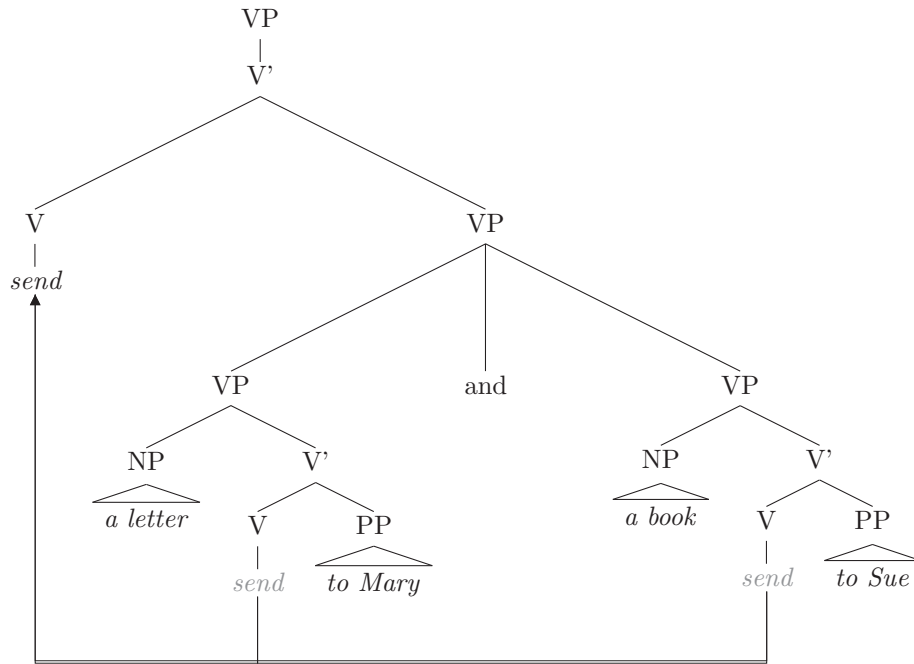 VP
V'
V VP
send
VP and VP
NP V' NP V'
a letter V PP a book V PP
send to Mary send to Sue